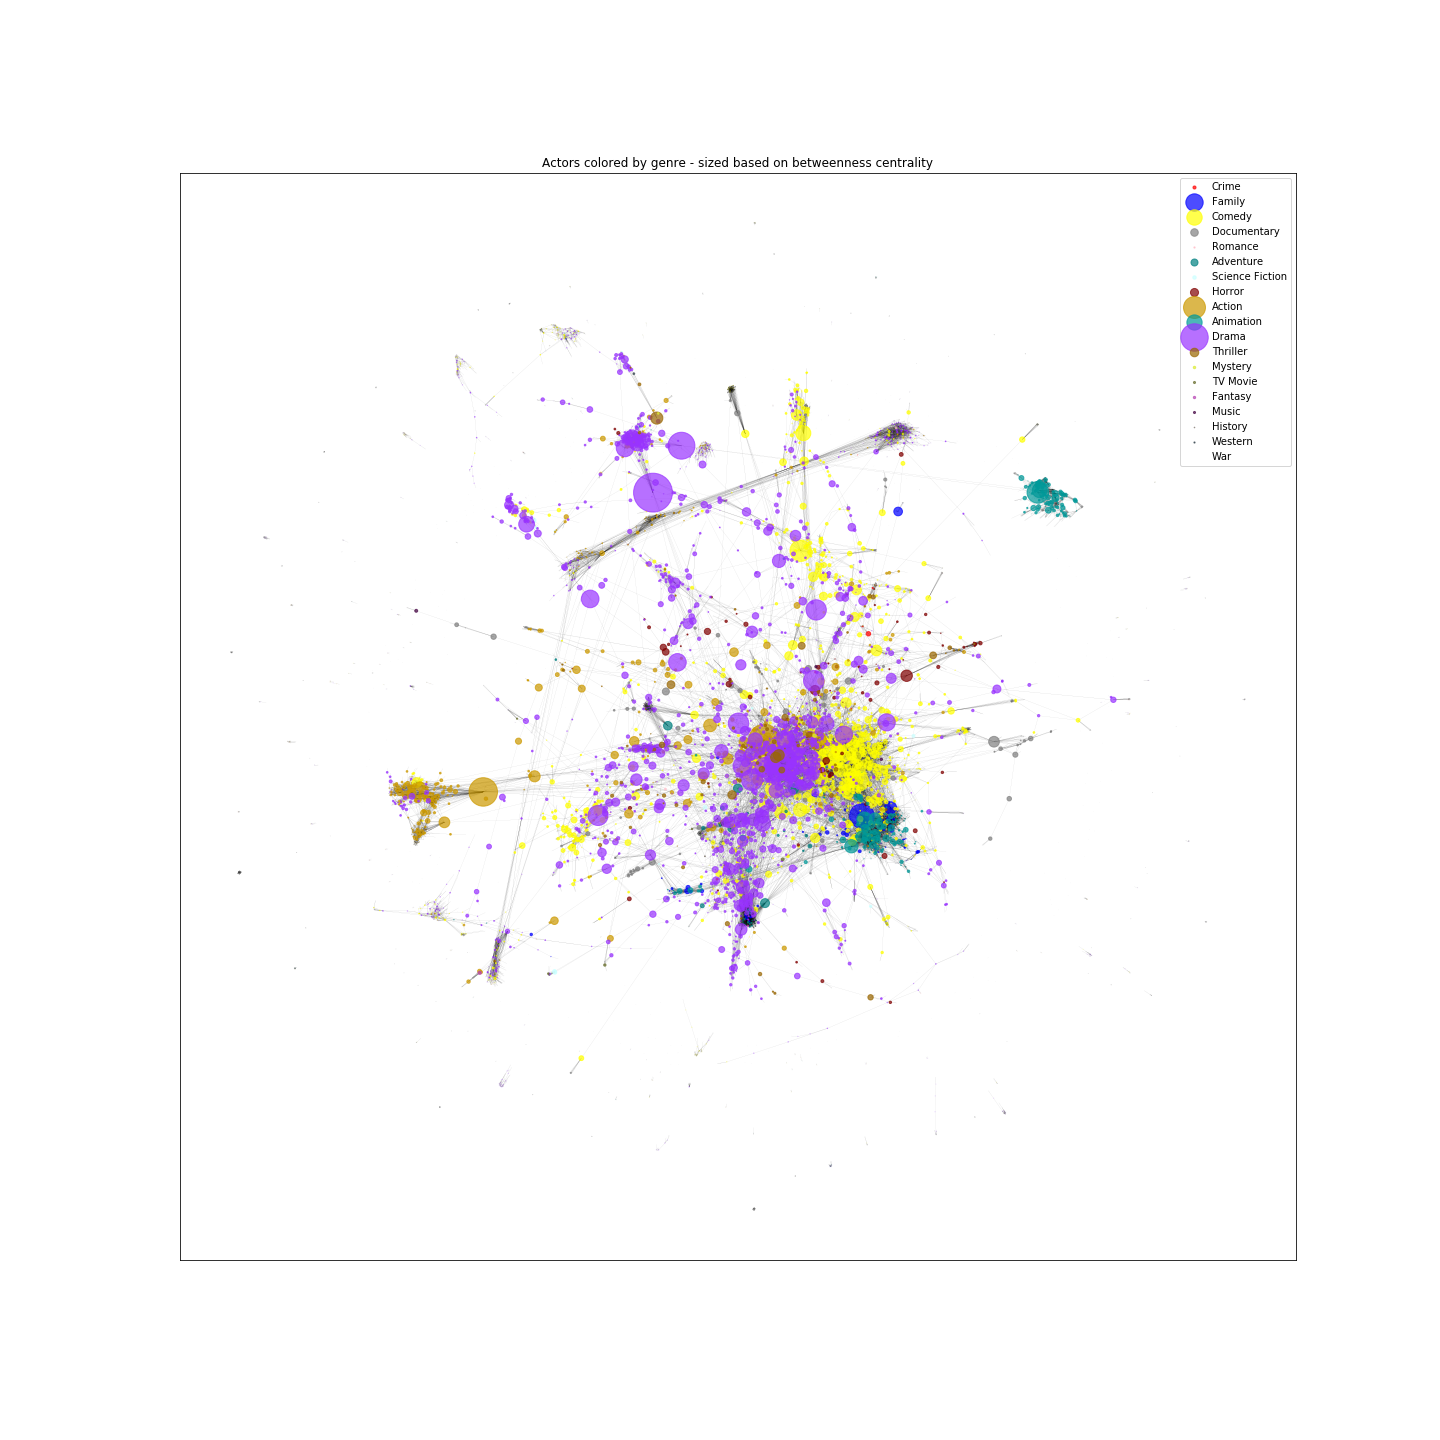 Actors colored by genre - sized based on betweenness centrality
Crime
Family
Comedy
Documentary
Romance
Adventure
Science Fiction
Horror
Action
Animation
Drama
Thriller
Mystery
TV Movie
Fantasy
Music
History
Western
War